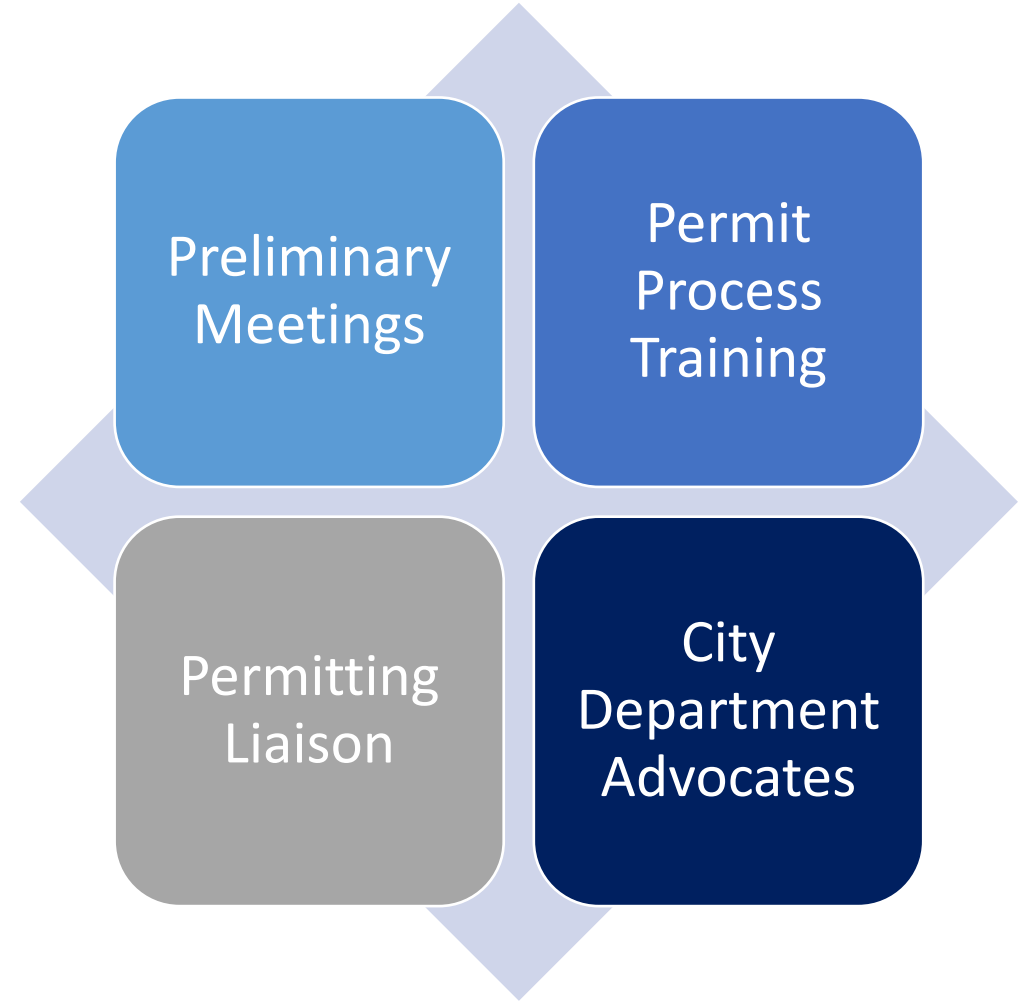 Preliminary
Meetings
Permit
Process
Training
Permitting
Liaison
City
Department
Advocates